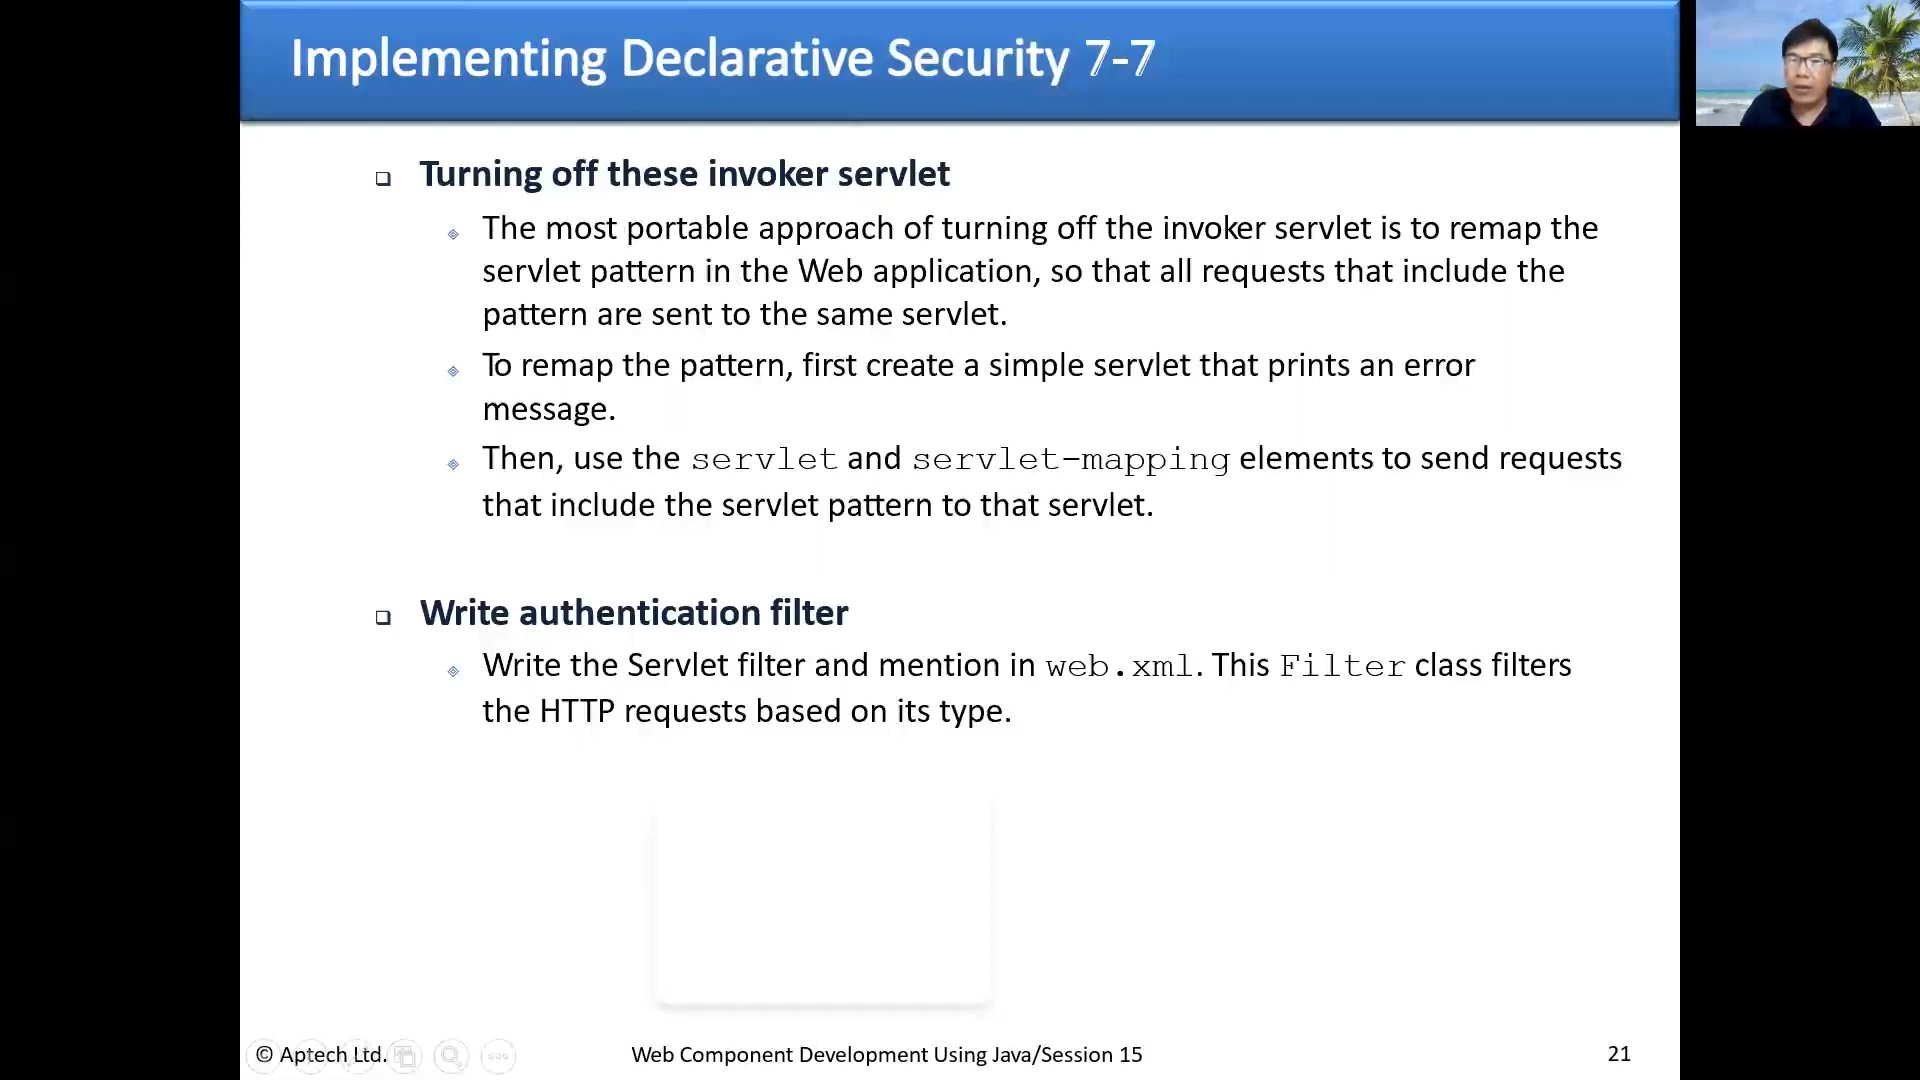 Implementing Declarative Security 7-7
Turning off these invoker servlet
The most portable approach of turning off the invoker servlet is to remap the
servlet pattern in the Web application, so that all requests that include the
pattern are sent to the same servlet.
To remap the pattern, first create a simple servlet that prints an error
message.
Then, use the servlet and servlet-mapping elements to send requests
that include the servlet pattern to that servlet.
Write authentication filter
Write the Servlet filter and mention in web.xml. This Filter class filters
the HTTP requests based on its type.
© Aptech Ltd.
Web Component Development Using Java/Session 15
21